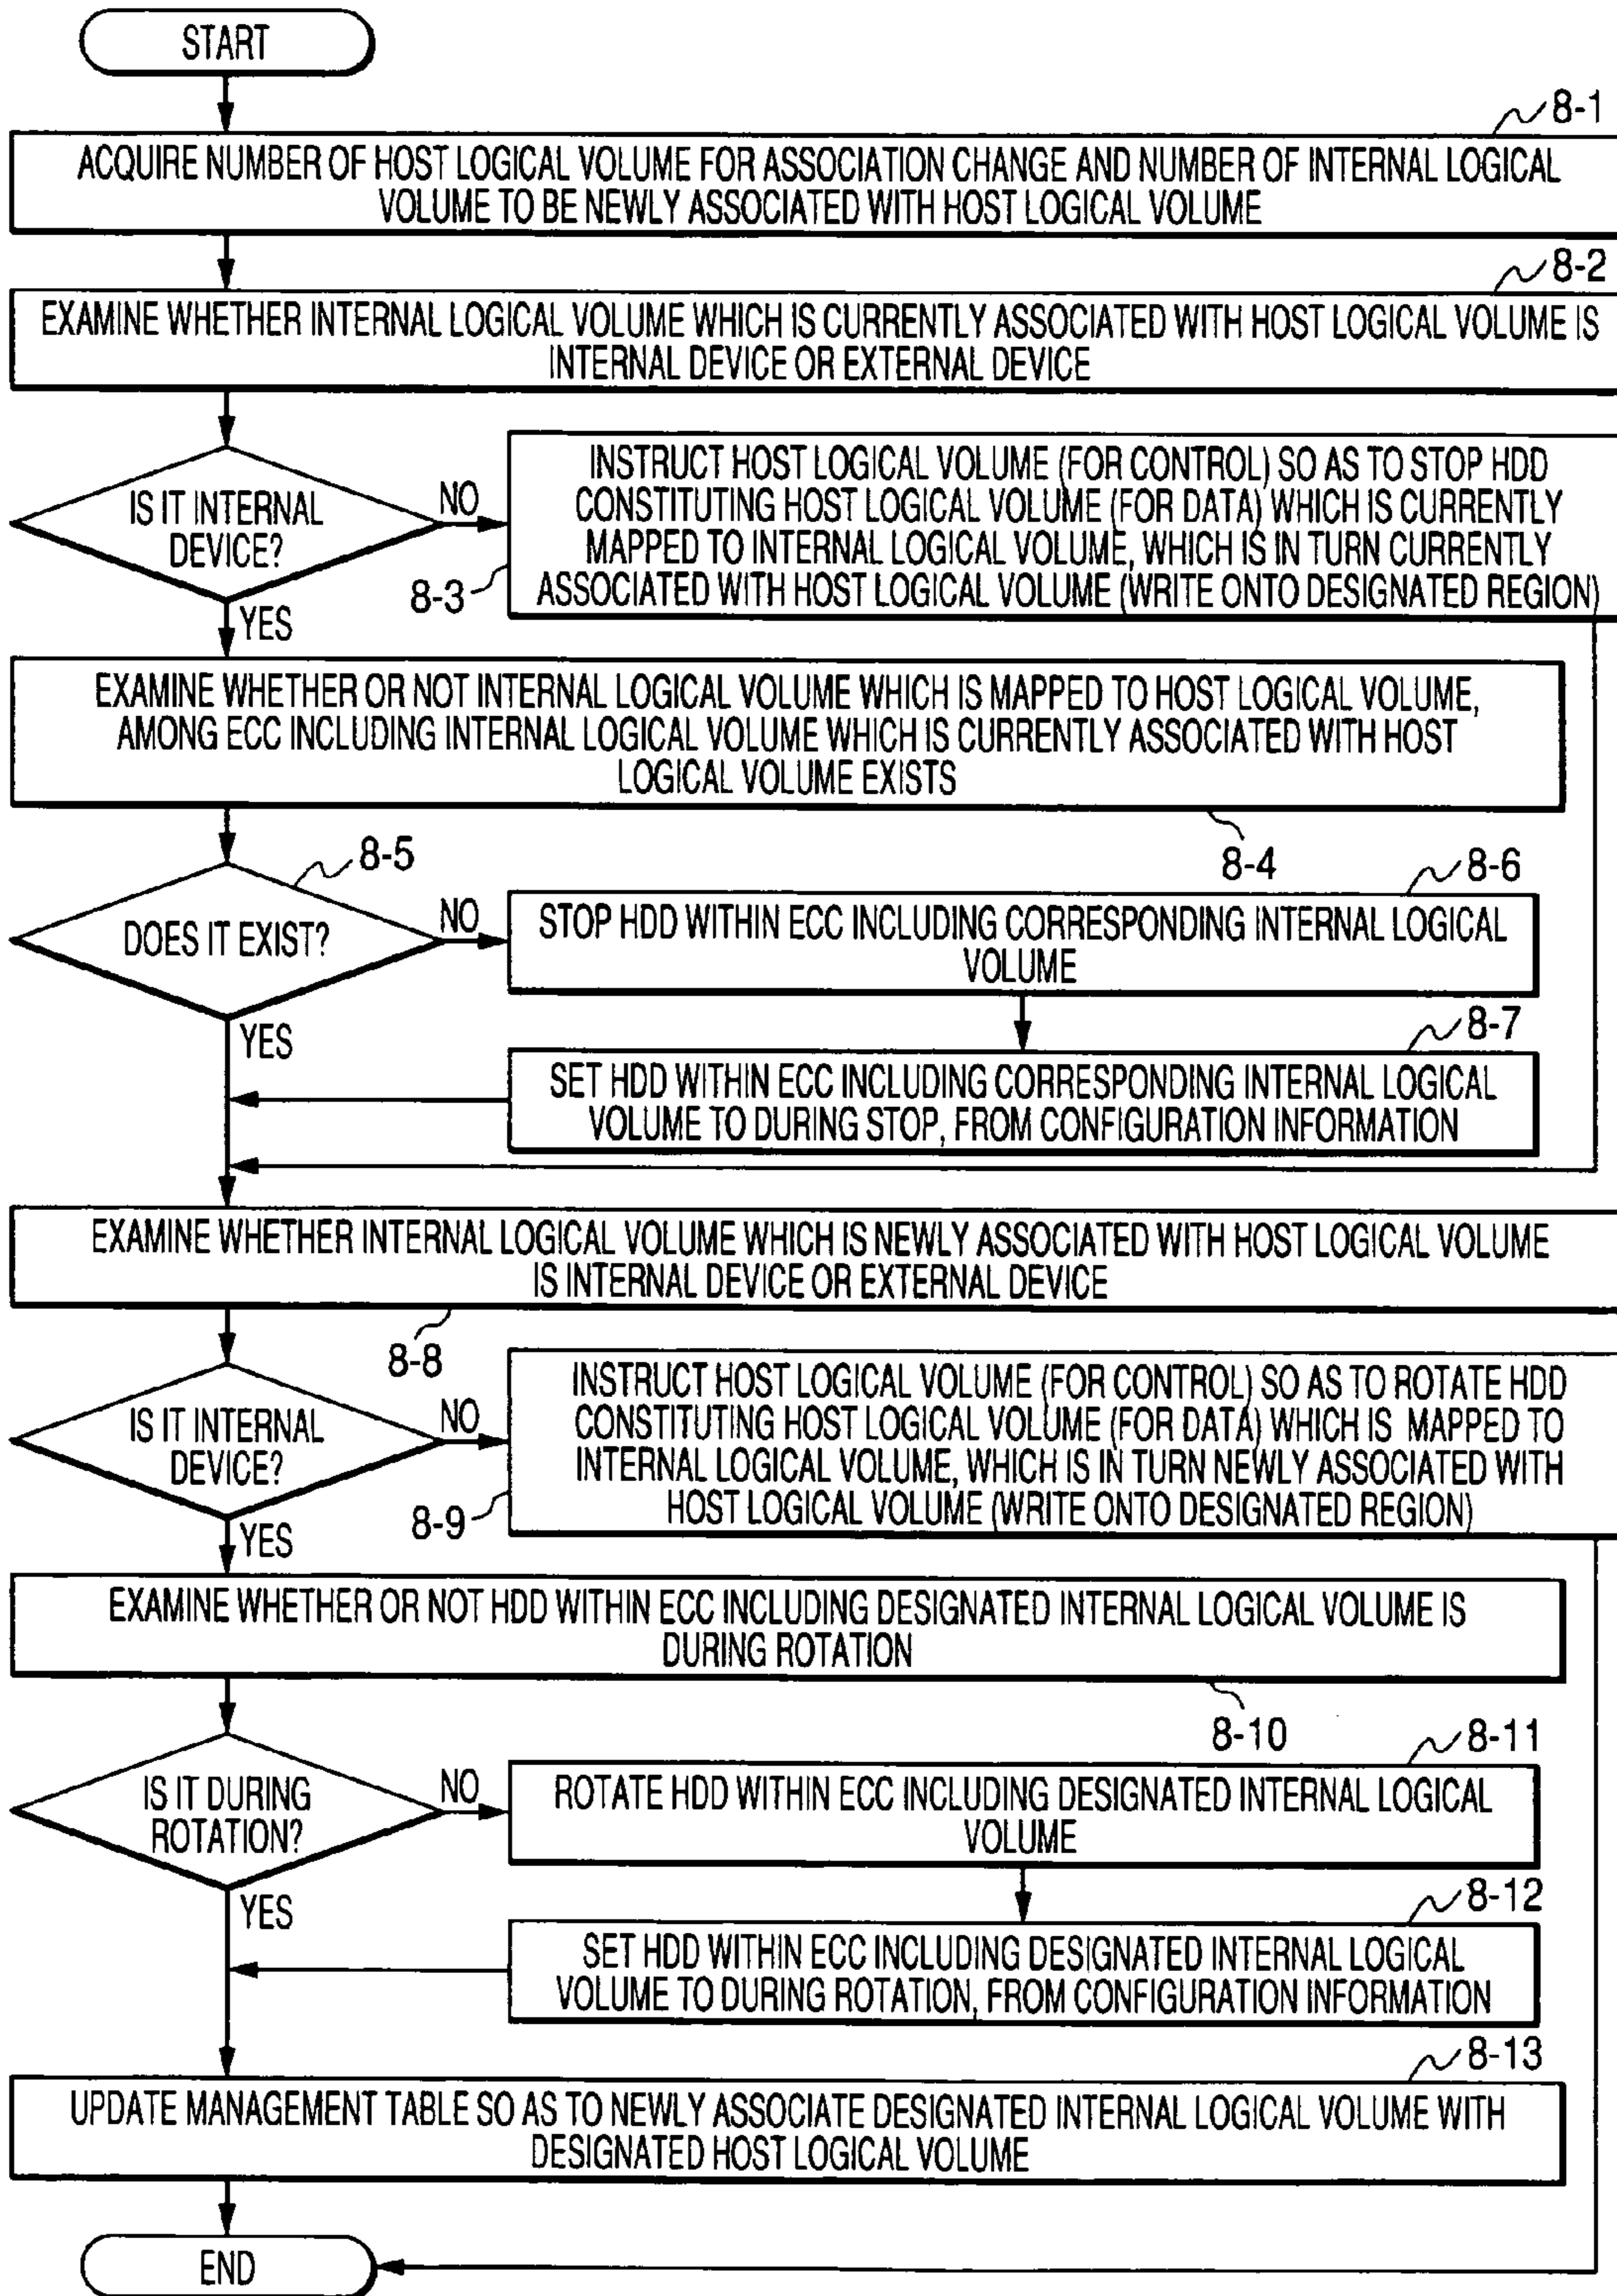 START
8-1
ACQUIRE NUMBER OF HOST LOGICAL VOLUME FOR ASSOCIATION CHANGE AND NUMBER OF INTERNAL LOGICAL
VOLUME TO BE NEWLY ASSOCIATED WITH HOST LOGICAL VOLUME
8-2
EXAMINE WHETHER INTERNAL LOGICAL VOLUME WHICH IS CURRENTLY ASSOCIATED WITH HOST LOGICAL VOLUME IS
INTERNAL DEVICE OR EXTERNAL DEVICE
IS IT INTERNAL
DEVICE?
NO
YES
8-3
INSTRUCT HOST LOGICAL VOLUME (FOR CONTROL) SO AS TO STOP HDD
CONSTITUTING HOST LOGICAL VOLUME (FOR DATA) WHICH IS CURRENTLY
MAPPED TO INTERNAL LOGICAL VOLUME, WHICH IS IN TURN CURRENTLY
ASSOCIATED WITH HOST LOGICAL VOLUME (WRITE ONTO DESIGNATED REGION)
EXAMINE WHETHER OR NOT INTERNAL LOGICAL VOLUME WHICH IS MAPPED TO HOST LOGICAL VOLUME,
AMONG ECC INCLUDING INTERNAL LOGICAL VOLUME WHICH IS CURRENTLY ASSOCIATED WITH HOST
LOGICAL VOLUME EXISTS
8-4
8-5
DOES IT EXIST?
NO
YES
8-6
STOP HDD WITHIN ECC INCLUDING CORRESPONDING INTERNAL LOGICAL
VOLUME
8-7
SET HDD WITHIN ECC INCLUDING CORRESPONDING INTERNAL LOGICAL
VOLUME TO DURING STOP, FROM CONFIGURATION INFORMATION
EXAMINE WHETHER INTERNAL LOGICAL VOLUME WHICH IS NEWLY ASSOCIATED WITH HOST LOGICAL VOLUME
IS INTERNAL DEVICE OR EXTERNAL DEVICE
8-8
IS IT INTERNAL
DEVICE?
NO
YES
8-9
INSTRUCT HOST LOGICAL VOLUME (FOR CONTROL) SO AS TO ROTATE HDD
CONSTITUTING HOST LOGICAL VOLUME (FOR DATA) WHICH IS MAPPED TO
INTERNAL LOGICAL VOLUME, WHICH IS IN TURN NEWLY ASSOCIATED WITH
HOST LOGICAL VOLUME (WRITE ONTO DESIGNATED REGION)
EXAMINE WHETHER OR NOT HDD WITHIN ECC INCLUDING DESIGNATED INTERNAL LOGICAL VOLUME IS
DURING ROTATION
8-10
IS IT DURING
ROTATION?
NO
YES
8-11
ROTATE HDD WITHIN ECC INCLUDING DESIGNATED INTERNAL LOGICAL
VOLUME
8-12
SET HDD WITHIN ECC INCLUDING DESIGNATED INTERNAL LOGICAL
VOLUME TO DURING ROTATION, FROM CONFIGURATION INFORMATION
8-13
UPDATE MANAGEMENT TABLE SO AS TO NEWLY ASSOCIATE DESIGNATED INTERNAL LOGICAL VOLUME WITH
DESIGNATED HOST LOGICAL VOLUME
END